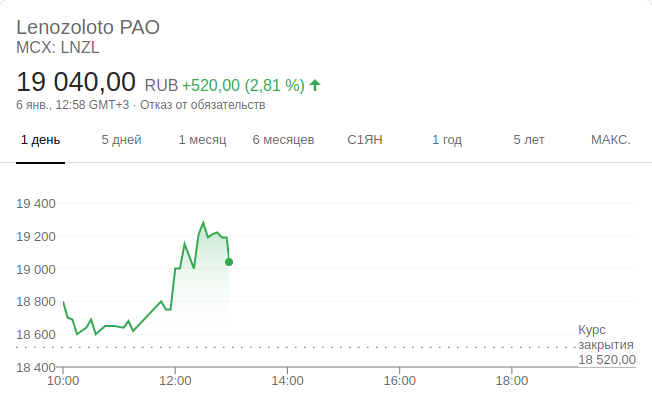 Lenozoloto PAO
MCX: LNZL
19 040,00 RUB +520,00 (2,81 %)
6 янв., 12:58 GMT+3 · Отказ от обязательств
1 день 5 дней 1 месяц 6 месяцев С1ЯН 1 год 5 лет МАКС.
19 400
19 200
19 000
18 800
18 600
Курс
закрытия
18 520,00
18 400
10:00 12:00 14:00 16:00 18:00